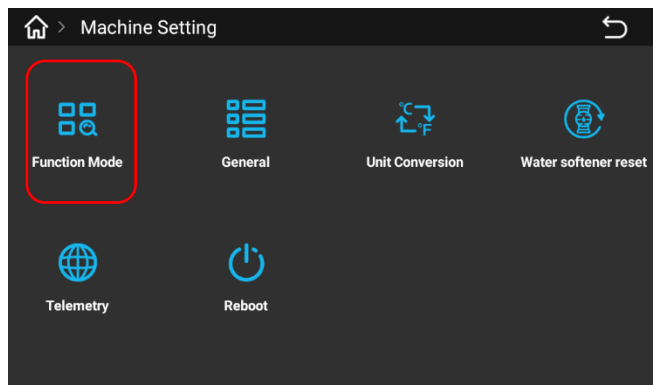 > Machine Setting
Function Mode
General
Unit Conversion
°C
°F
Water softener reset
Telemetry
Reboot